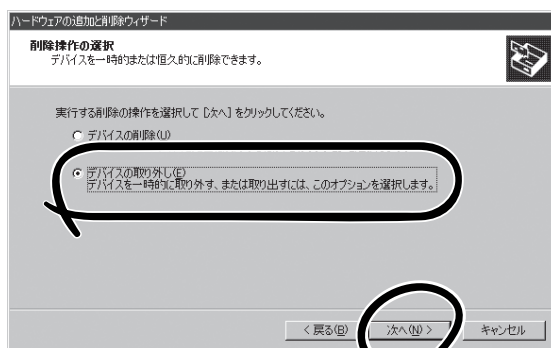 ハードウェアの追加と削除ウィザード
削除操作の選択
デバイスを一時的または恒久的に削除できます。
実行する削除の操作を選択して [次へ] をクリックしてください。
デバイスの削除(U)
デバイスの取り外し(E)
デバイスを一時的に取り外す、または取り出すには、このオプションを選択します。
< 戻る(B)
次へ(N) >
キャンセル